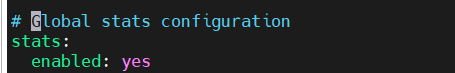 # Global stats configuration
stats:
  enabled: yes